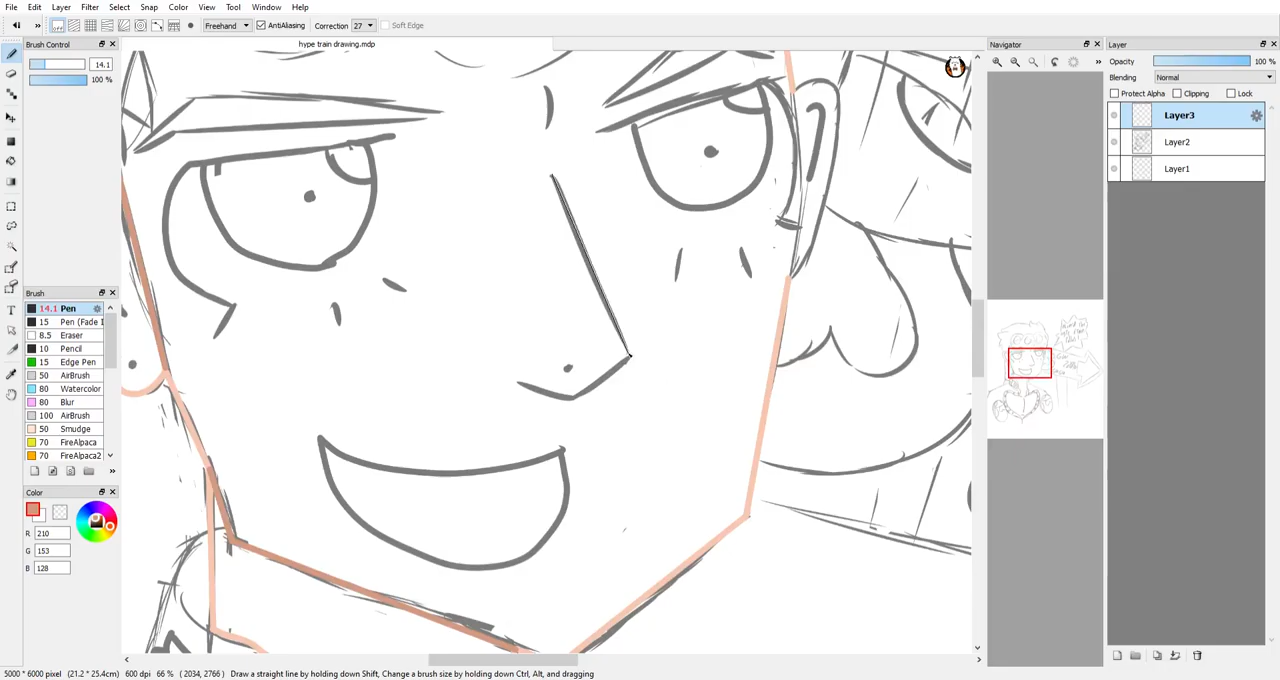 File Edit Layer Filter Select Snap Color View Tool Window Help
Freehand AntiAliasing Correction 27 Soft Edge
Brush Control
hype train drawing.mdp
Navigator
Layer
14.1
100 %
Opacity 100 %
Blending Normal
Protect Alpha Clipping Lock
Layer3
Layer2
Layer1
Brush
14.1 Pen
15 Pen (Fade I
8.5 Eraser
10 Pencil
15 Edge Pen
50 AirBrush
80 Watercolor
80 Blur
100 AirBrush
50 Smudge
70 FireAlpaca
70 FireAlpaca2
Color
R 210
G 153
B 128
5000 * 6000 pixel (21.2 * 25.4cm) 600 dpi 66 % ( 2034, 2766 ) Draw a straight line by holding down Shift, Change a brush size by holding down Ctrl, Alt, and dragging